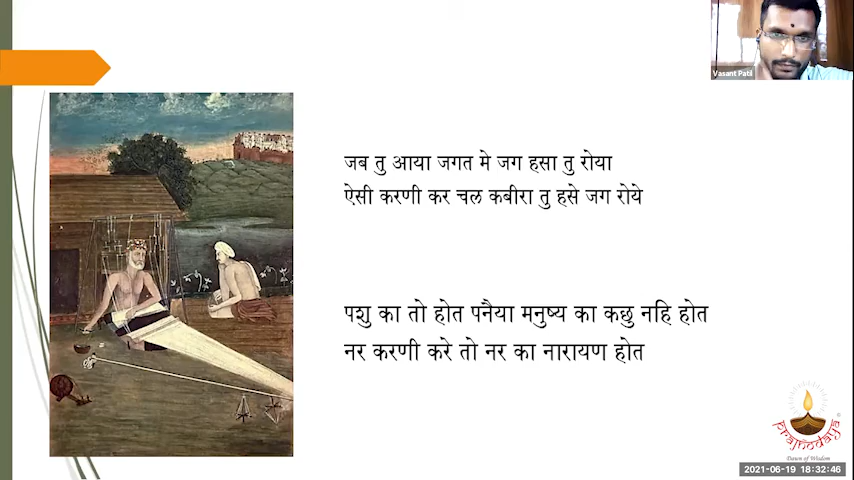 Vasant Patil
जब तु आया जगत मे जग हसा तु रोया
ऐसी करणी कर चल कबीरा तु हसे जग रोये
पशु का तो होत पनैया मनुष्य का कछु नहि होत
नर करणी करे तो नर का नारायण होत
prajnodaya
Dawn of Wisdom
2021-06-19 18:32:46